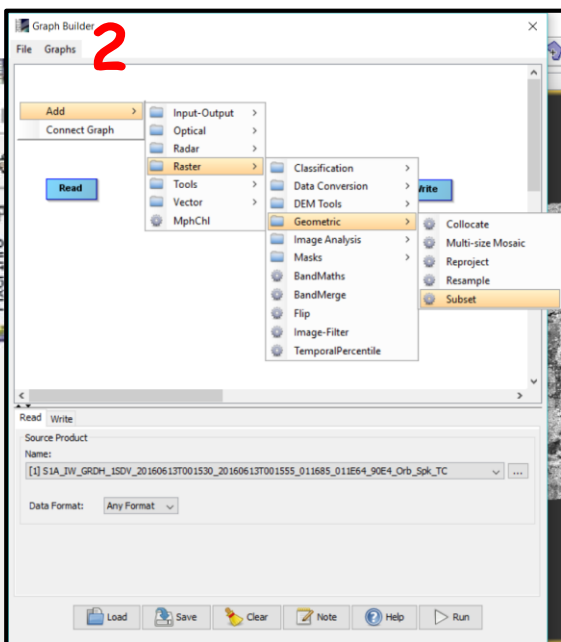 Graph Builder
2
File Graphs
Add > Input-Output >
Connect Graph Optical >
Radar >
Raster > Classification >
Read Tools > Data Conversion > Write
Vector > DEM Tools >
MphChl Geometric > Collocate
Image Analysis > Multi-size Mosaic
Masks > Reproject
BandMaths Resample
BandMerge Subset
Flip
Image-Filter
TemporalPercentile
Read Write
Source Product
Name:
[1] S1A_IW_GRDH_1SDV_20160613T001530_20160613T001555_011685_011E64_90E4_Orb_Spk_TC ...
Data Format: Any Format
Load Save Clear Note Help Run